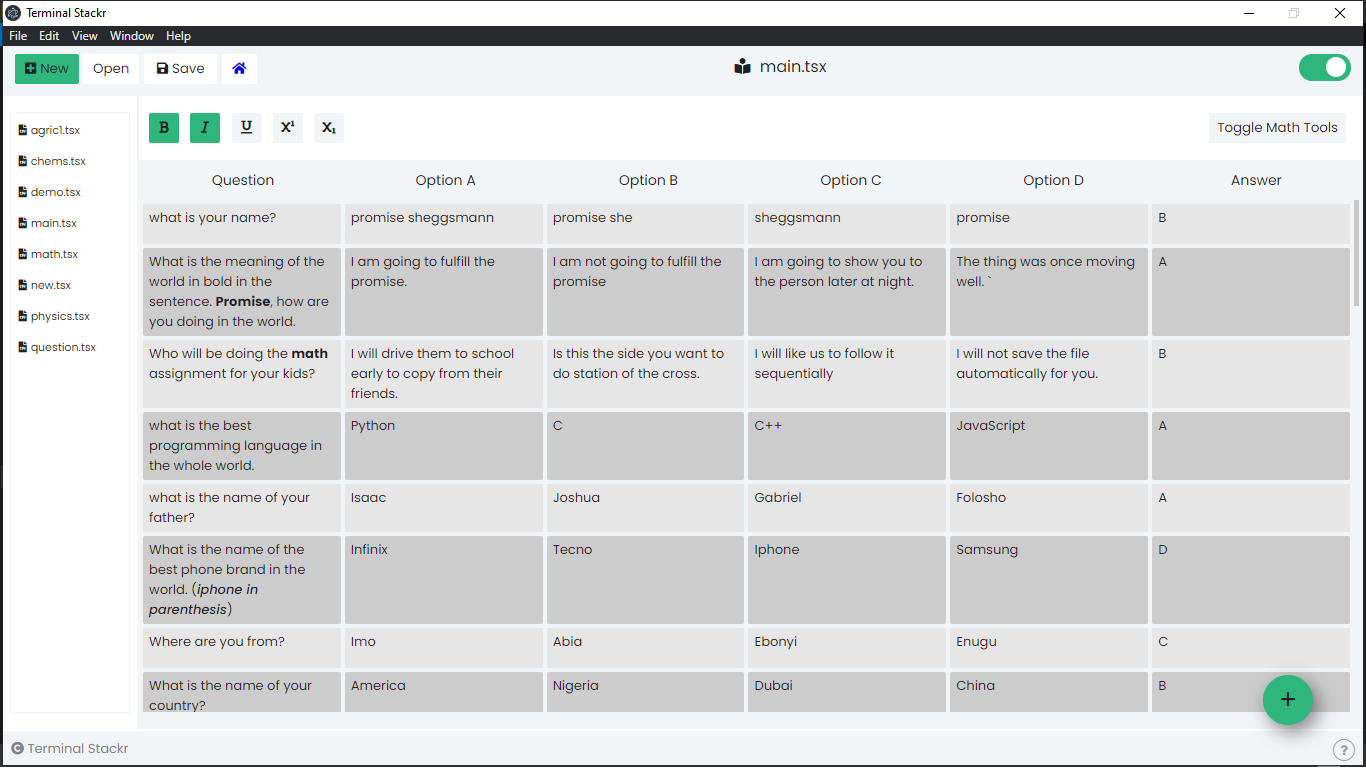 Terminal Stackr
File Edit View Window Help
New Open Save
main.tsx
agric1.tsx
chems.tsx
demo.tsx
main.tsx
math.tsx
new.tsx
physics.tsx
question.tsx
B I U X¹ X₁
Toggle Math Tools
Question Option A Option B Option C Option D Answer
what is your name?
promise sheggsmann
promise she
sheggsmann
promise
B
What is the meaning of the
world in bold in the
sentence. Promise, how are
you doing in the world.
I am going to fulfill the
promise.
I am not going to fulfill the
promise
I am going to show you to
the person later at night.
The thing was once moving
well. `
A
Who will be doing the math
assignment for your kids?
I will drive them to school
early to copy from their
friends.
Is this the side you want to
do station of the cross.
I will like us to follow it
sequentially
I will not save the file
automatically for you.
B
what is the best
programming language in
the whole world.
Python
C
C++
JavaScript
A
what is the name of your
father?
Isaac
Joshua
Gabriel
Folosho
A
What is the name of the
best phone brand in the
world. (iphone in
parenthesis)
Infinix
Tecno
Iphone
Samsung
D
Where are you from?
Imo
Abia
Ebonyi
Enugu
C
What is the name of your
country?
America
Nigeria
Dubai
China
B
+
C Terminal Stackr
?